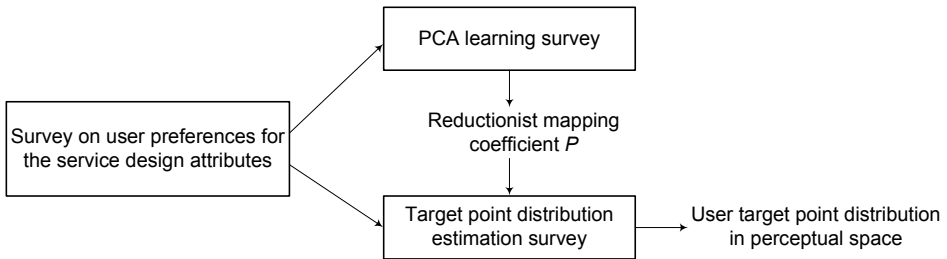 PCA learning survey
Survey on user preferences for
the service design attributes
Reductionist mapping
coefficient P
Target point distribution
estimation survey
User target point distribution
in perceptual space